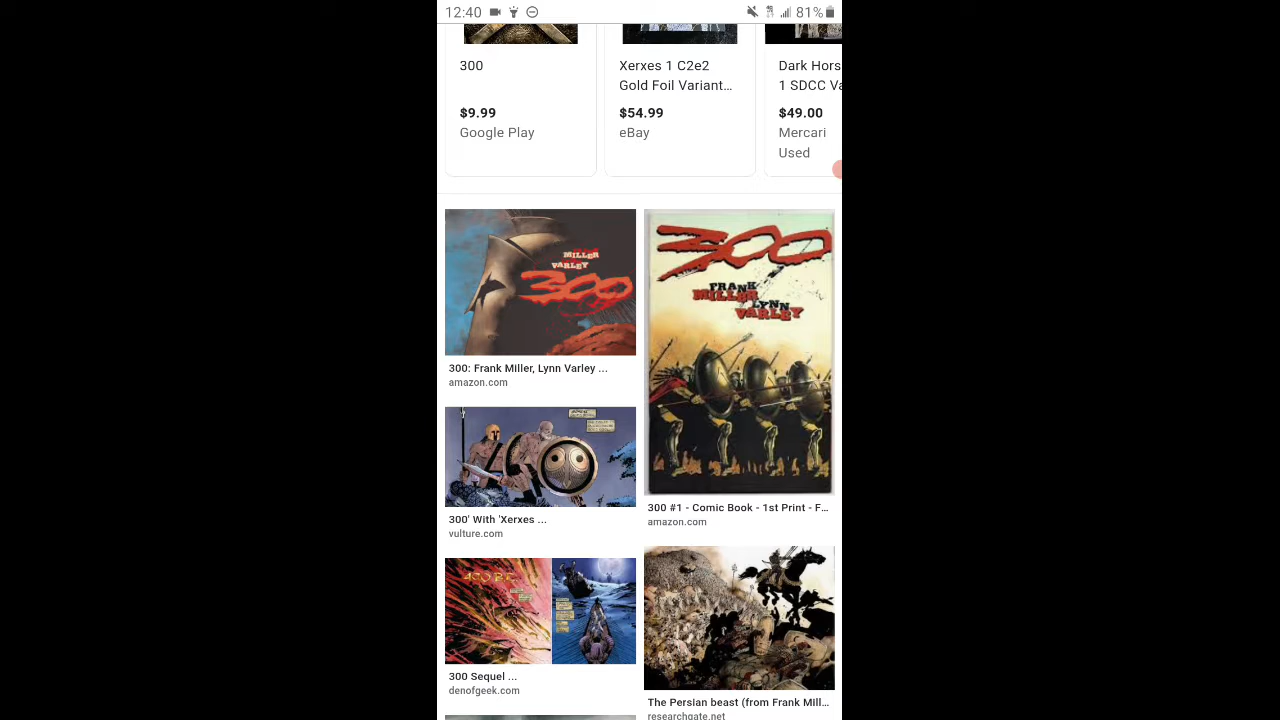 12:40
81%
300
$9.99
Google Play
Xerxes 1 C2e2
Gold Foil Variant...
$54.99
eBay
Dark Hors
1 SDCC Va
$49.00
Mercari
Used
MILLER
VARLEY
300
300: Frank Miller, Lynn Varley ...
amazon.com
300
FRANK
MILLER
LYNN
VARLEY
300 #1 - Comic Book - 1st Print - F...
amazon.com
300' With 'Xerxes ...
vulture.com
300 Sequel ...
denofgeek.com
The Persian beast (from Frank Mill...
researchgate.net